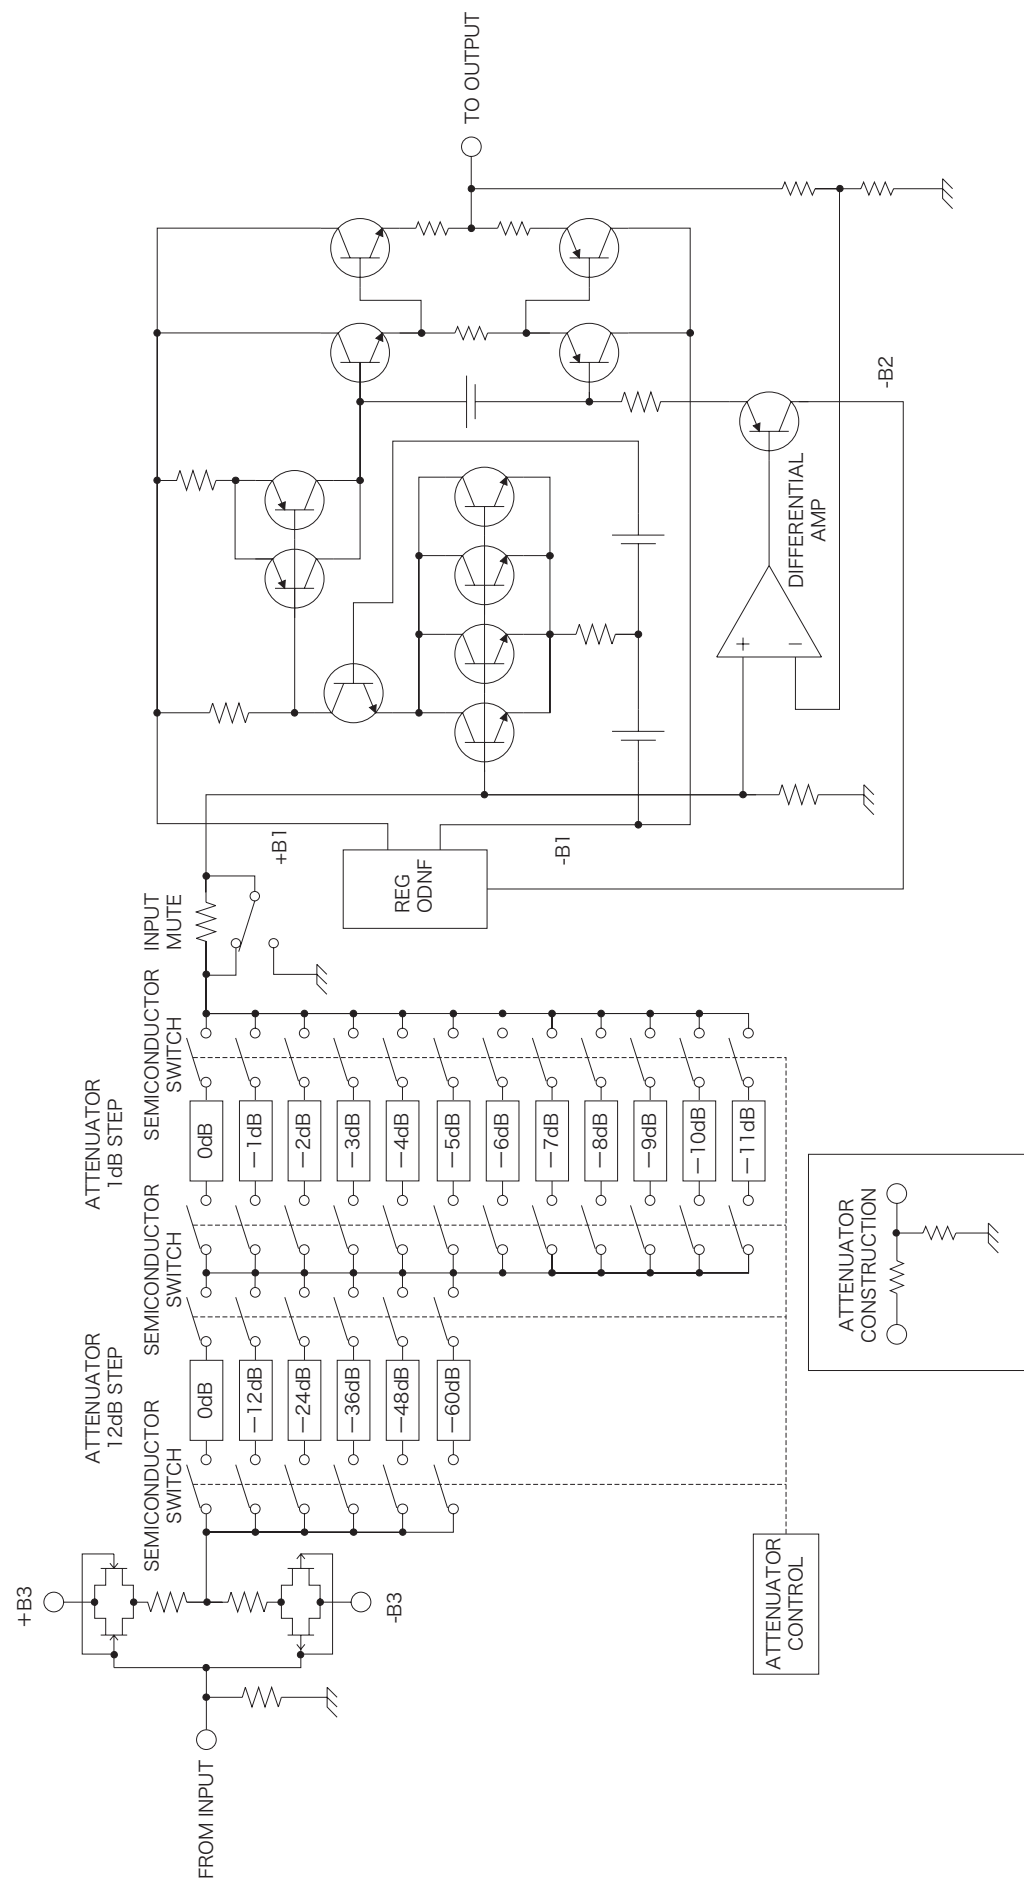 FROM INPUT
+B3
-B3
SEMICONDUCTOR
SWITCH
ATTENUATOR
12dB STEP
0dB
—12dB
—24dB
—36dB
—48dB
—60dB
SEMICONDUCTOR
SWITCH
ATTENUATOR
1dB STEP
0dB
—1dB
—2dB
—3dB
—4dB
—5dB
—6dB
—7dB
—8dB
—9dB
—10dB
—11dB
SEMICONDUCTOR
SWITCH
INPUT
MUTE
ATTENUATOR
CONTROL
ATTENUATOR
CONSTRUCTION
+B1
REG
ODNF
-B1
+
—
DIFFERENTIAL
AMP
-B2
TO OUTPUT